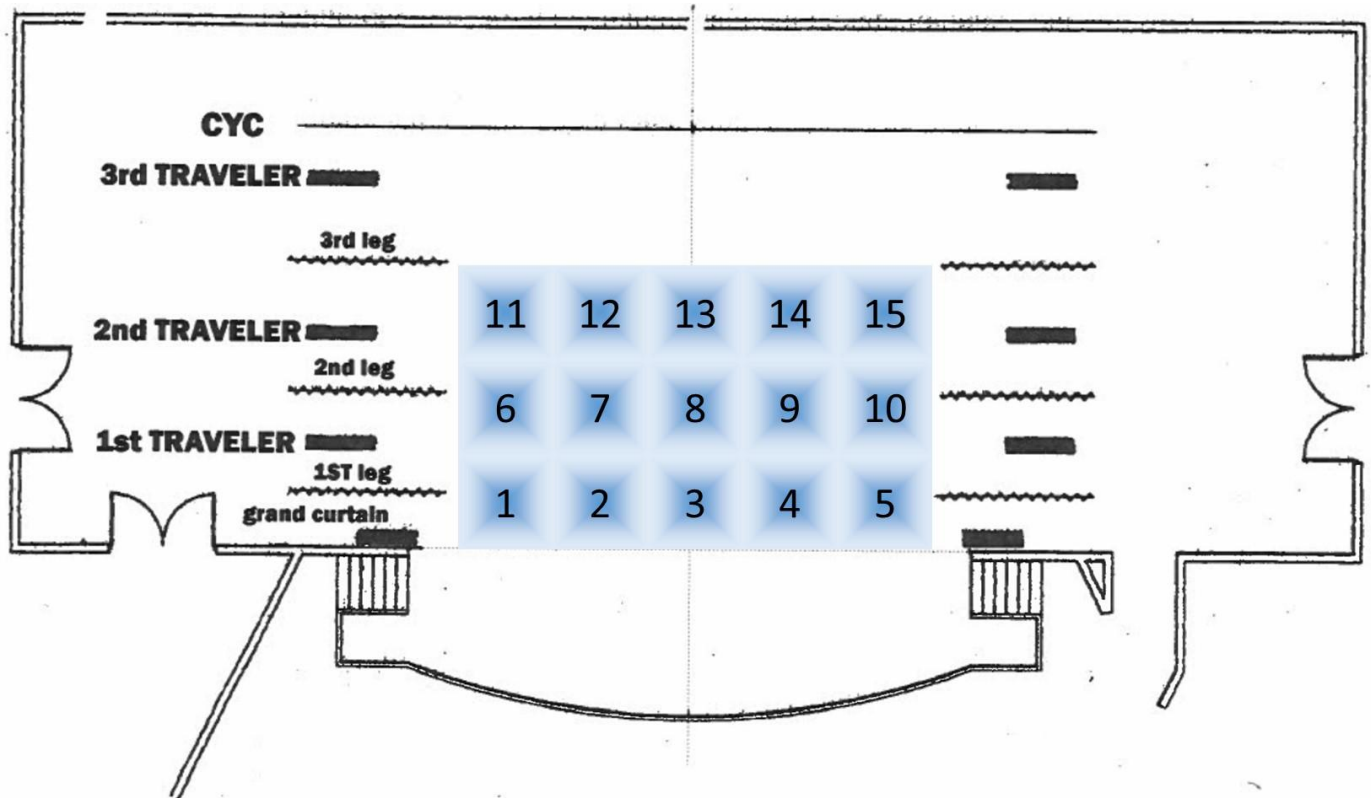 CYC
3rd TRAVELER
3rd leg
11 12 13 14 15
2nd TRAVELER
2nd leg
6 7 8 9 10
1st TRAVELER
1ST leg
1 2 3 4 5
grand curtain